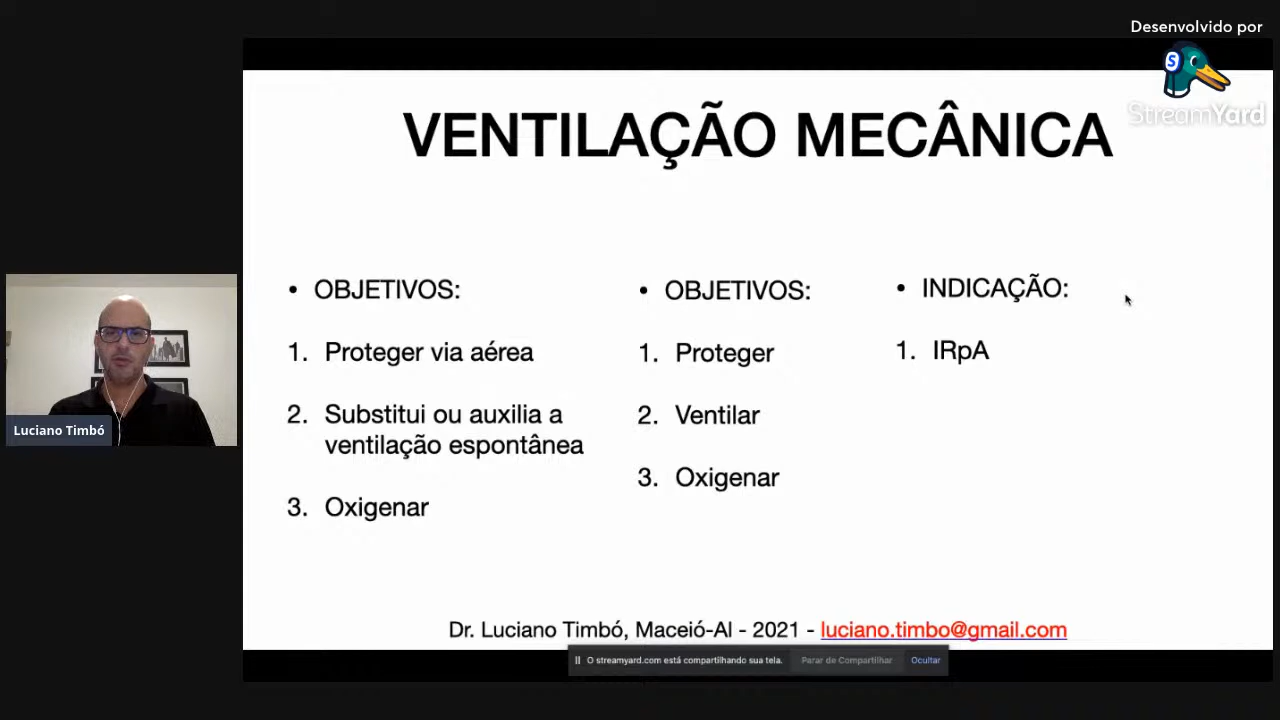 Desenvolvido por
StreamYard
VENTILAÇÃO MECÂNICA
• OBJETIVOS:
1. Proteger via aérea
2. Substitui ou auxilia a
ventilação espontânea
3. Oxigenar
• OBJETIVOS:
1. Proteger
2. Ventilar
3. Oxigenar
• INDICAÇÃO:
1. IRpA
Luciano Timbó
Dr. Luciano Timbó, Maceió-Al - 2021 - luciano.timbo@gmail.com
O streamyard.com está compartilhando sua tela. Parar de Compartilhar Ocultar